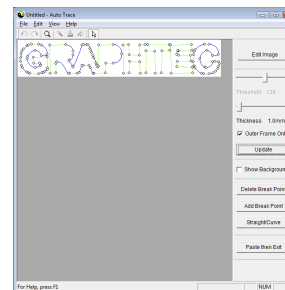 Untitled - Auto Trace
File Edit View Help
GRAPHTEC
Edit Image
Threshold 128
Thickness 1.0mm
Outer Frame Onl
Update
Show Backgroun
Delete Break Poin
Add Break Point
Straight/Curve
Paste then Exit
For Help, press F1
NUM